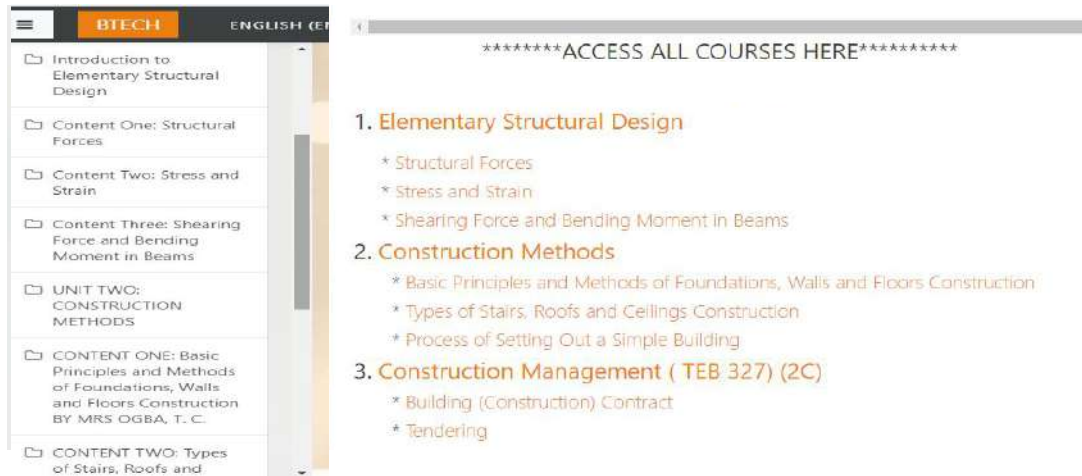 BTECH
ENGLISH (EN
Introduction to
Elementary Structural
Design
Content One: Structural
Forces
Content Two: Stress and
Strain
Content Three: Shearing
Force and Bending
Moment in Beams
UNIT TWO:
CONSTRUCTION
METHODS
CONTENT ONE: Basic
Principles and Methods
of Foundations, Walls
and Floors Construction
BY MRS OGBA, T. C.
CONTENT TWO: Types
of Stairs, Roofs and
********ACCESS ALL COURSES HERE**********
1. Elementary Structural Design
* Structural Forces
* Stress and Strain
* Shearing Force and Bending Moment in Beams
2. Construction Methods
* Basic Principles and Methods of Foundations, Walls and Floors Construction
* Types of Stairs, Roofs and Ceilings Construction
* Process of Setting Out a Simple Building
3. Construction Management ( TEB 327) (2C)
* Building (Construction) Contract
* Tendering